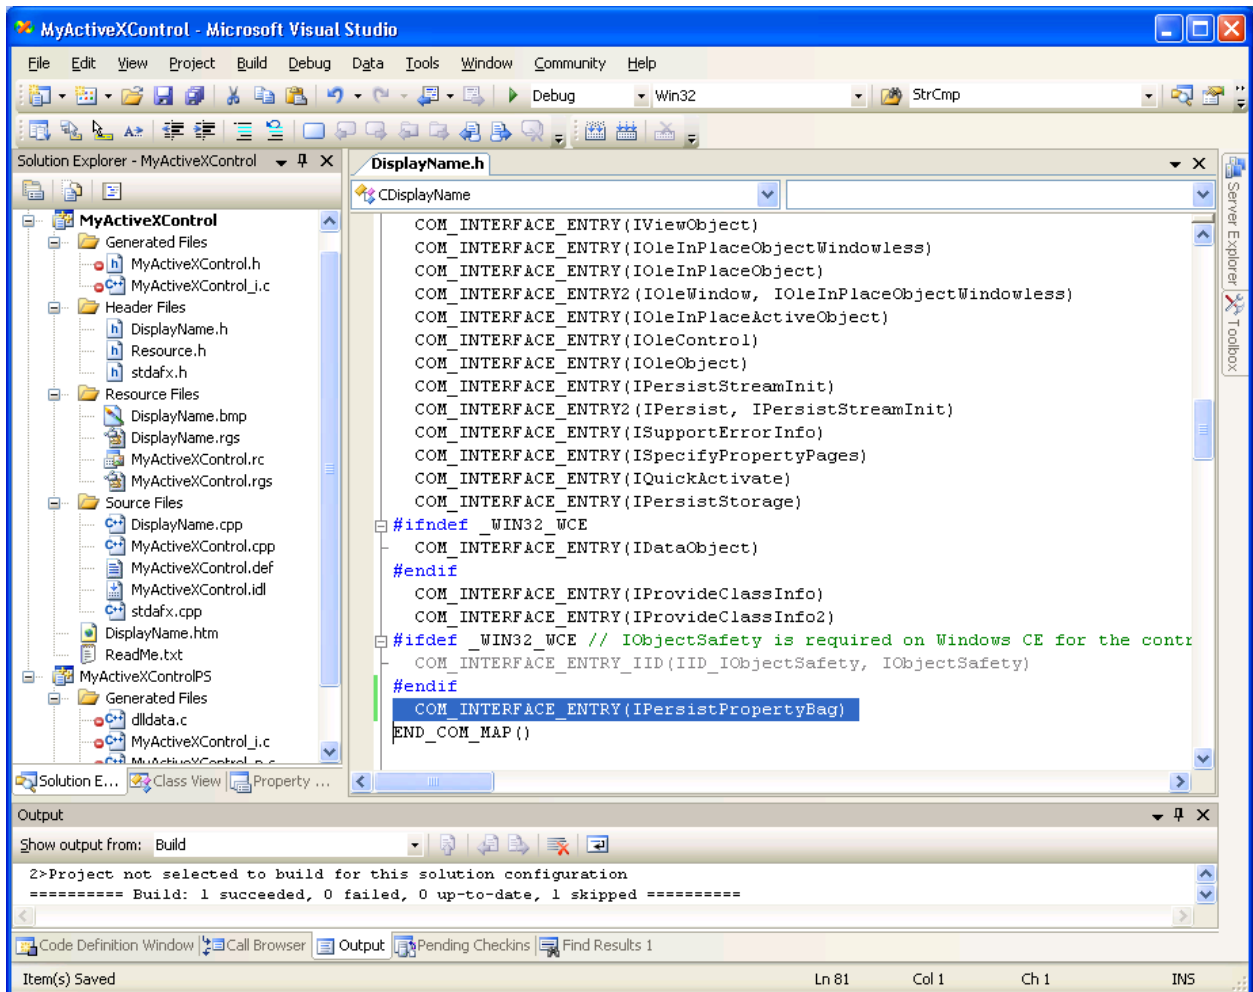 MyActiveXControl - Microsoft Visual Studio
File Edit View Project Build Debug Data Tools Window Community Help
Debug Win32 StrCmp
Solution Explorer - MyActiveXControl
MyActiveXControl
Generated Files
MyActiveXControl.h
MyActiveXControl_i.c
Header Files
DisplayName.h
Resource.h
stdafx.h
Resource Files
DisplayName.bmp
DisplayName.rgs
MyActiveXControl.rc
MyActiveXControl.rgs
Source Files
DisplayName.cpp
MyActiveXControl.cpp
MyActiveXControl.def
MyActiveXControl.idl
stdafx.cpp
DisplayName.htm
ReadMe.txt
MyActiveXControlPS
Generated Files
dlldata.c
MyActiveXControl_i.c
MyActiveXControl_p.c
Solution E... Class View Property ...
DisplayName.h
CDisplayName
COM_INTERFACE_ENTRY(IViewObject)
COM_INTERFACE_ENTRY(IOleInPlaceObjectWindowless)
COM_INTERFACE_ENTRY(IOleInPlaceObject)
COM_INTERFACE_ENTRY2(IOleWindow, IOleInPlaceObjectWindowless)
COM_INTERFACE_ENTRY(IOleInPlaceActiveObject)
COM_INTERFACE_ENTRY(IOleControl)
COM_INTERFACE_ENTRY(IOleObject)
COM_INTERFACE_ENTRY(IPersistStreamInit)
COM_INTERFACE_ENTRY2(IPersist, IPersistStreamInit)
COM_INTERFACE_ENTRY(ISupportErrorInfo)
COM_INTERFACE_ENTRY(ISpecifyPropertyPages)
COM_INTERFACE_ENTRY(IQuickActivate)
COM_INTERFACE_ENTRY(IPersistStorage)
#ifndef _WIN32_WCE
COM_INTERFACE_ENTRY(IDataObject)
#endif
COM_INTERFACE_ENTRY(IProvideClassInfo)
COM_INTERFACE_ENTRY(IProvideClassInfo2)
#ifdef _WIN32_WCE // IObjectSafety is required on Windows CE for the contr
COM_INTERFACE_ENTRY_IID(IID_IObjectSafety, IObjectSafety)
#endif
COM_INTERFACE_ENTRY(IPersistPropertyBag)
END_COM_MAP()
Server Explorer
Toolbox
Output
Show output from: Build
2>Project not selected to build for this solution configuration
========== Build: 1 succeeded, 0 failed, 0 up-to-date, 1 skipped ==========
Code Definition Window Call Browser Output Pending Checkins Find Results 1
Item(s) Saved Ln 81 Col 1 Ch 1 INS